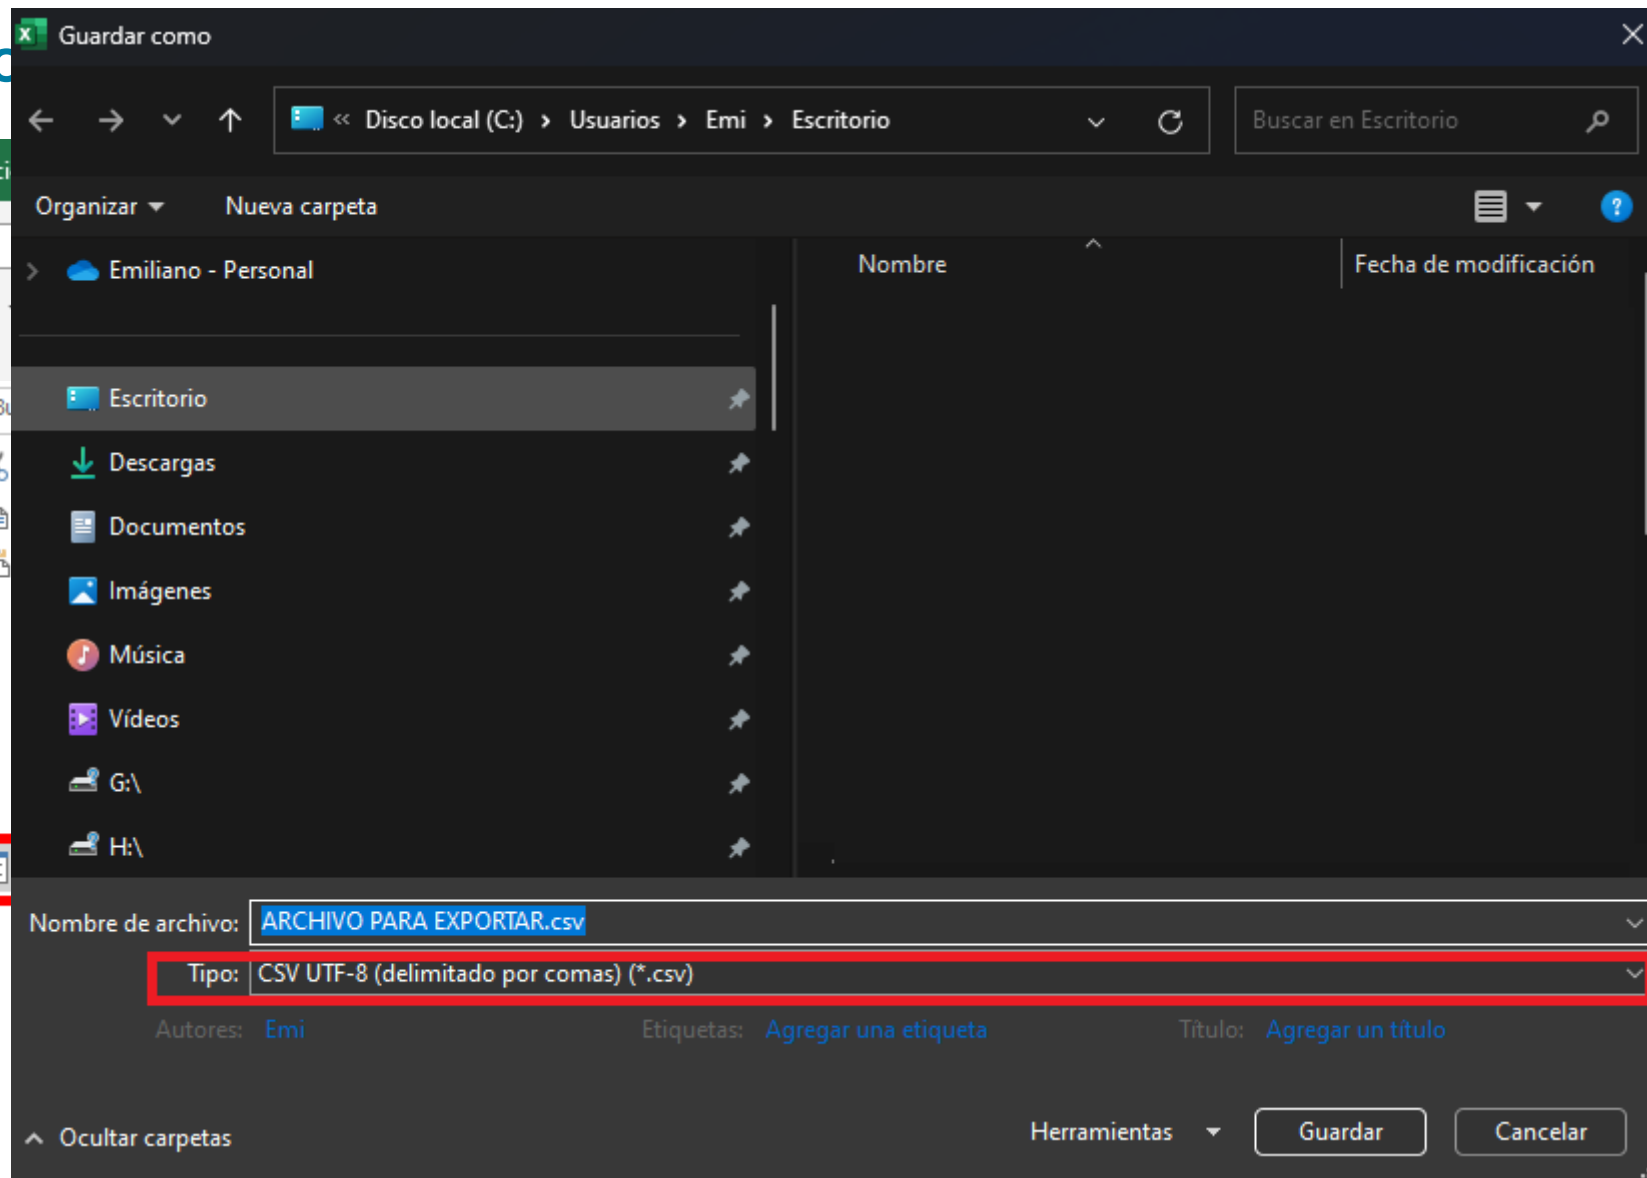 Guardar como
« Disco local (C:) > Usuarios > Emi > Escritorio
Buscar en Escritorio
Organizar
Nueva carpeta
Emiliano - Personal
Nombre
Fecha de modificación
Escritorio
Descargas
Documentos
Imágenes
Música
Vídeos
G:\
H:\
Nombre de archivo: ARCHIVO PARA EXPORTAR.csv
Tipo: CSV UTF-8 (delimitado por comas) (*.csv)
Autores: Emi
Etiquetas: Agregar una etiqueta
Título: Agregar un título
Ocultar carpetas
Herramientas
Guardar
Cancelar